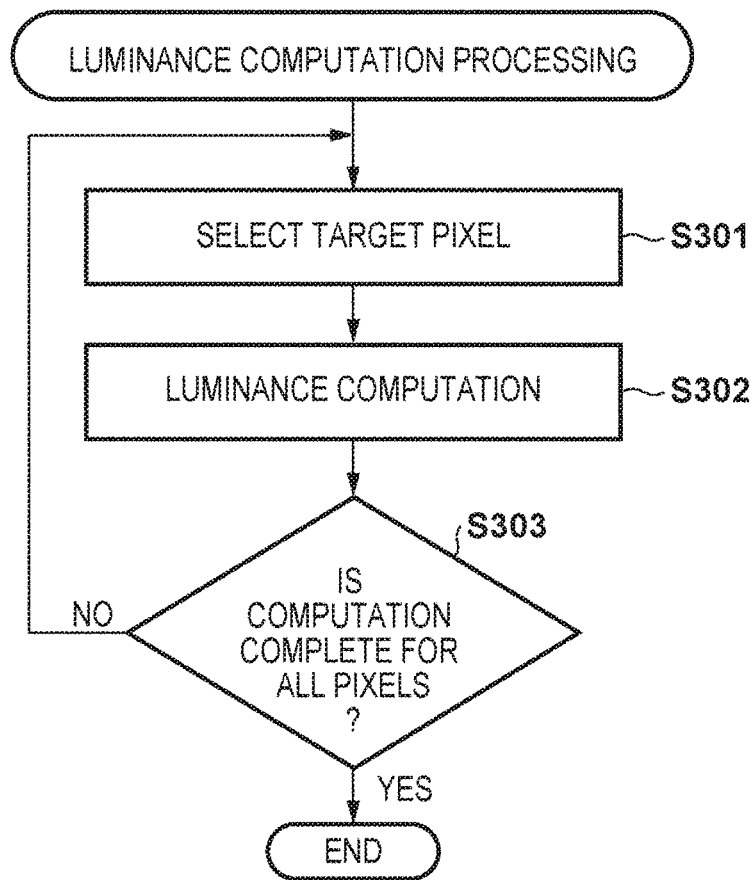 LUMINANCE COMPUTATION PROCESSING
SELECT TARGET PIXEL
S301
LUMINANCE COMPUTATION
S302
S303
IS
COMPUTATION
COMPLETE FOR
ALL PIXELS
?
NO
YES
END